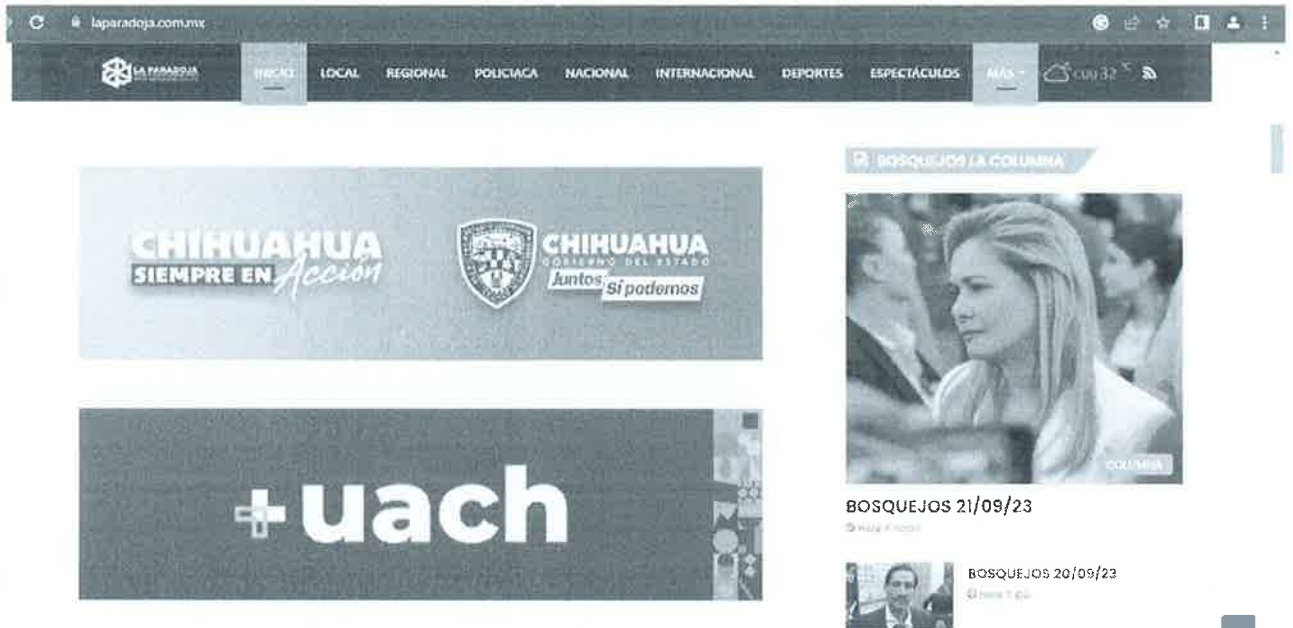 laparadoja.com.mx
LA PARADOJA
INICIO LOCAL REGIONAL POLICIACA NACIONAL INTERNACIONAL DEPORTES ESPECTÁCULOS MÁS CUU 32 °C
BOSQUEJOS LA COLUMNA
CHIHUAHUA
SIEMPRE EN Acción
CHIHUAHUA
GOBIERNO DEL ESTADO
Juntos Sí podemos
+uach
COLUMNA
BOSQUEJOS 21/09/23
BOSQUEJOS 20/09/23